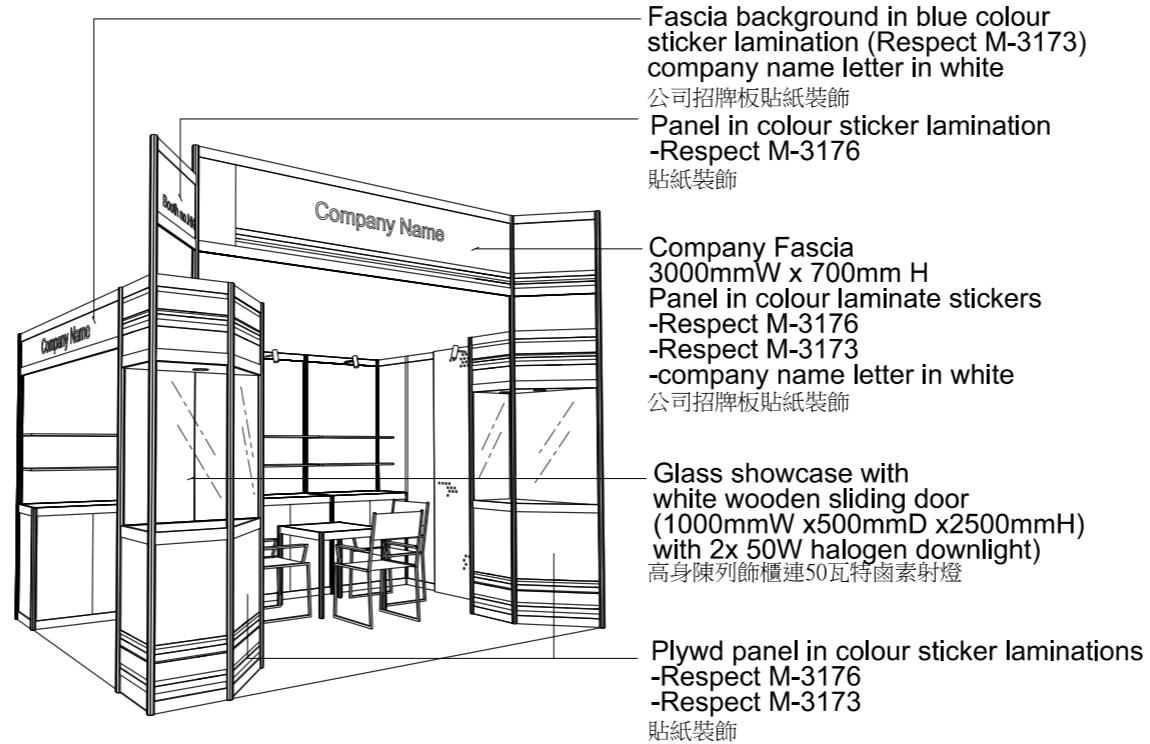 Fascia background in blue colour
sticker lamination (Respect M-3173)
company name letter in white
公司招牌板貼紙裝飾
Panel in colour sticker lamination
-Respect M-3176
貼紙裝飾
Booth no.
Company Name
Company Fascia
3000mmW x 700mm H
Panel in colour laminate stickers
-Respect M-3176
-Respect M-3173
-company name letter in white
公司招牌板貼紙裝飾
Company Name
Glass showcase with
white wooden sliding door
(1000mmW x500mmD x2500mmH)
with 2x 50W halogen downlight)
高身陳列飾櫃連50瓦特鹵素射燈
Plywd panel in colour sticker laminations
-Respect M-3176
-Respect M-3173
貼紙裝飾